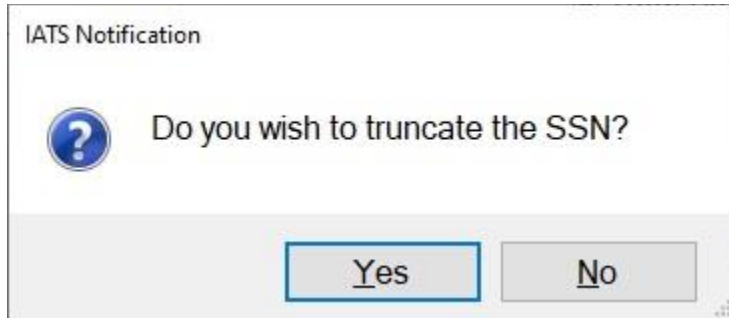 IATS Notification
Do you wish to truncate the SSN?
Yes No